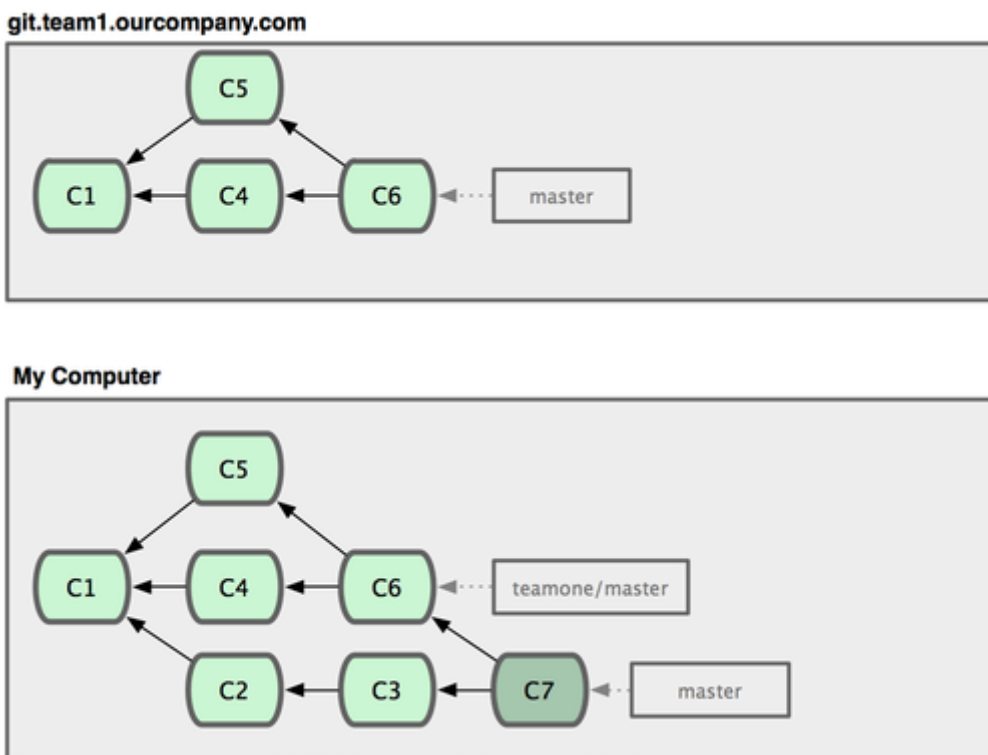 git.team1.ourcompany.com
C5
C1 C4 C6 master
My Computer
C5
C1 C4 C6 teamone/master
C2 C3 C7 master